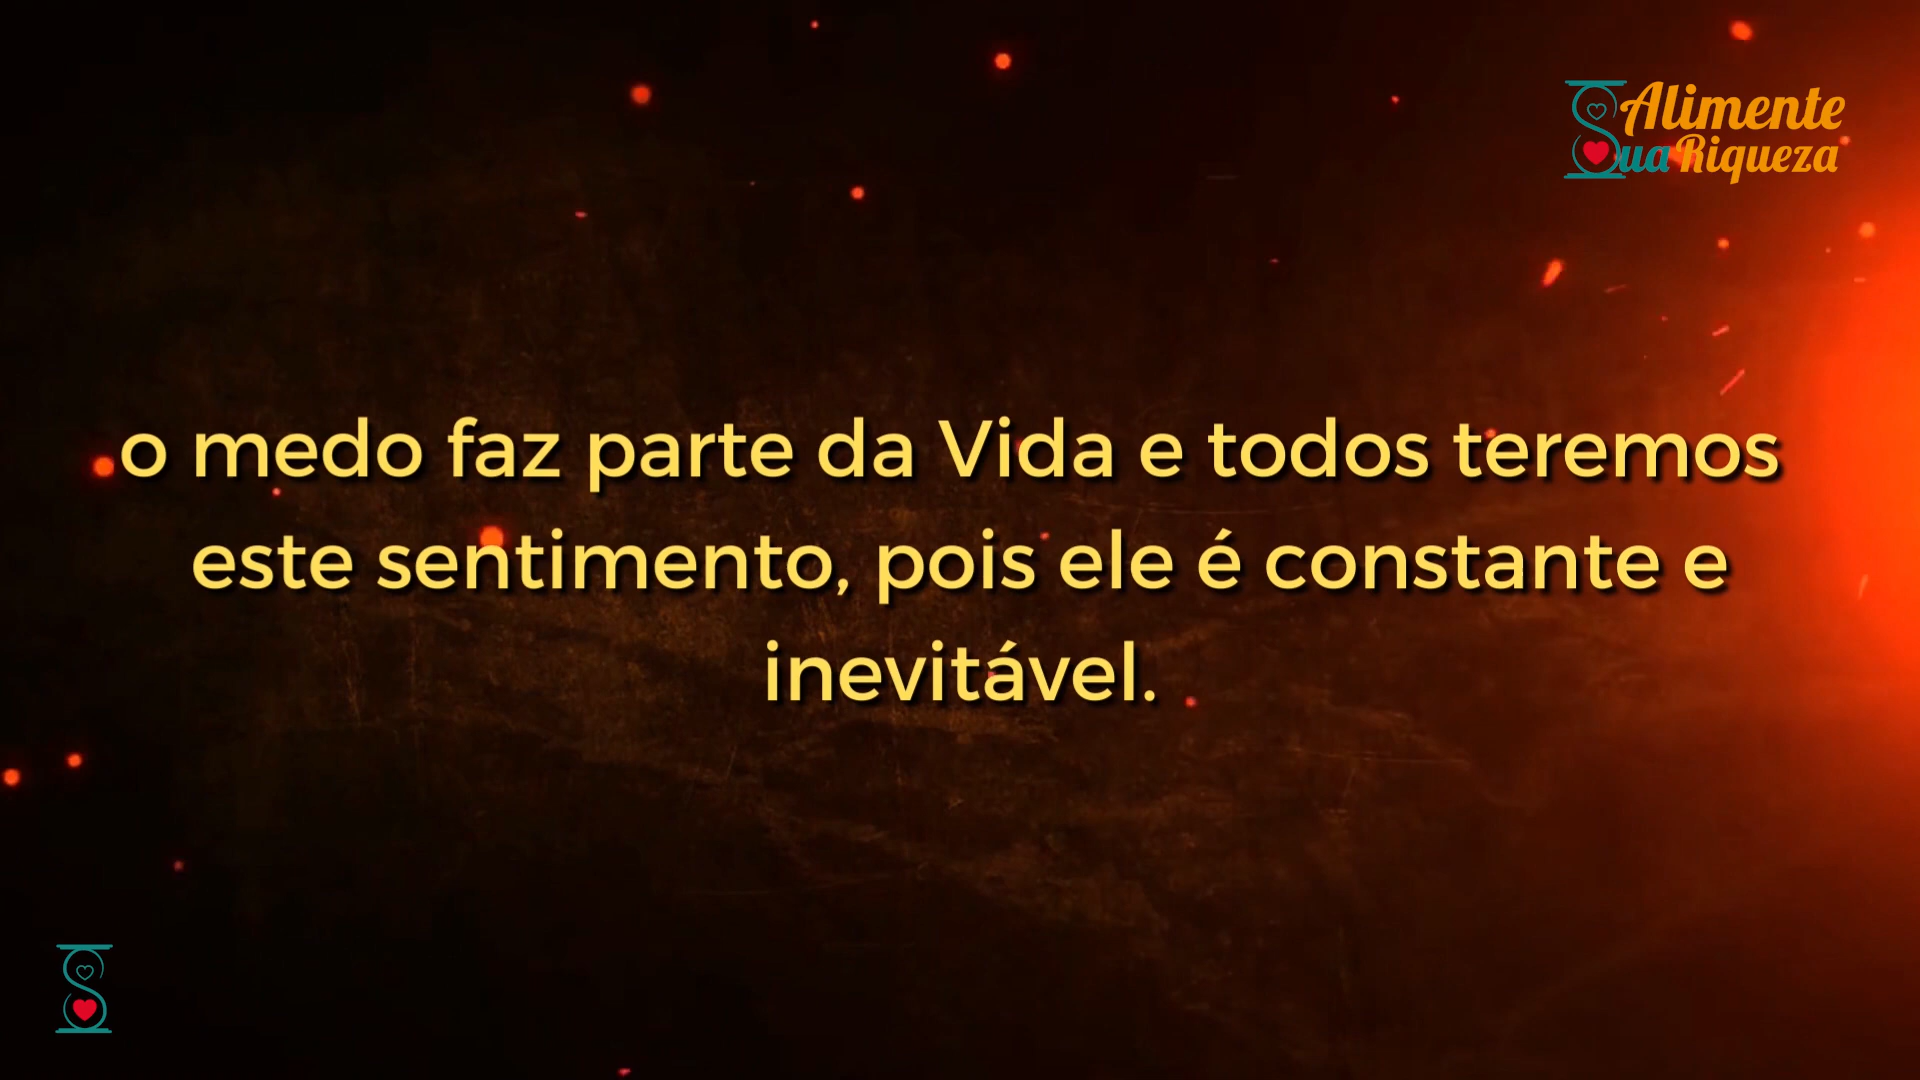 Alimente
Sua Riqueza
o medo faz parte da Vida e todos teremos
este sentimento, pois ele é constante e
inevitável.